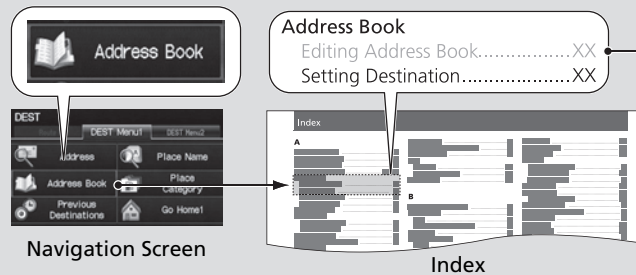 Address Book
Address Book
Editing Address Book..................XX
Setting Destination.....................XX
DEST
DEST Menu1
DEST Menu2
Address
Place Name
Address Book
Place
Category
Previous
Destinations
Go Home1
Navigation Screen
Index
A
B
Index